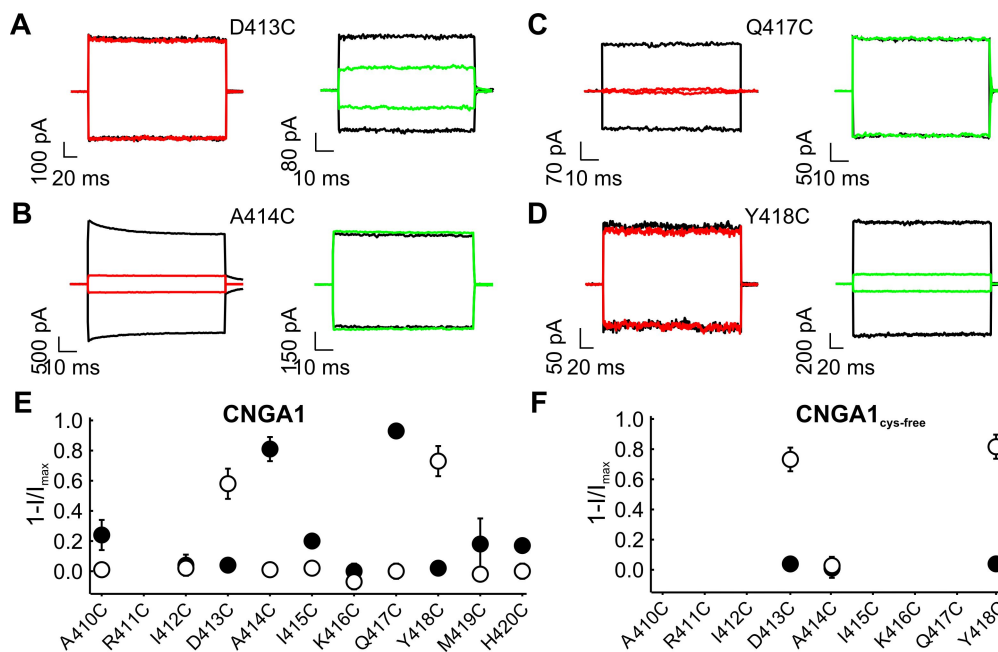 A
D413C
100 pA
20 ms
80 pA
10 ms
C
Q417C
70 pA
10 ms
50 pA
10 ms
B
A414C
500 pA
10 ms
150 pA
10 ms
D
Y418C
50 pA
20 ms
200 pA
20 ms
E
CNGA1
1-I/Imax
1.0
0.8
0.6
0.4
0.2
0.0
A410C
R411C
I412C
D413C
A414C
I415C
K416C
Q417C
Y418C
M419C
H420C
F
CNGA1cys-free
1-I/Imax
1.0
0.8
0.6
0.4
0.2
0.0
A410C
R411C
I412C
D413C
A414C
I415C
K416C
Q417C
Y418C